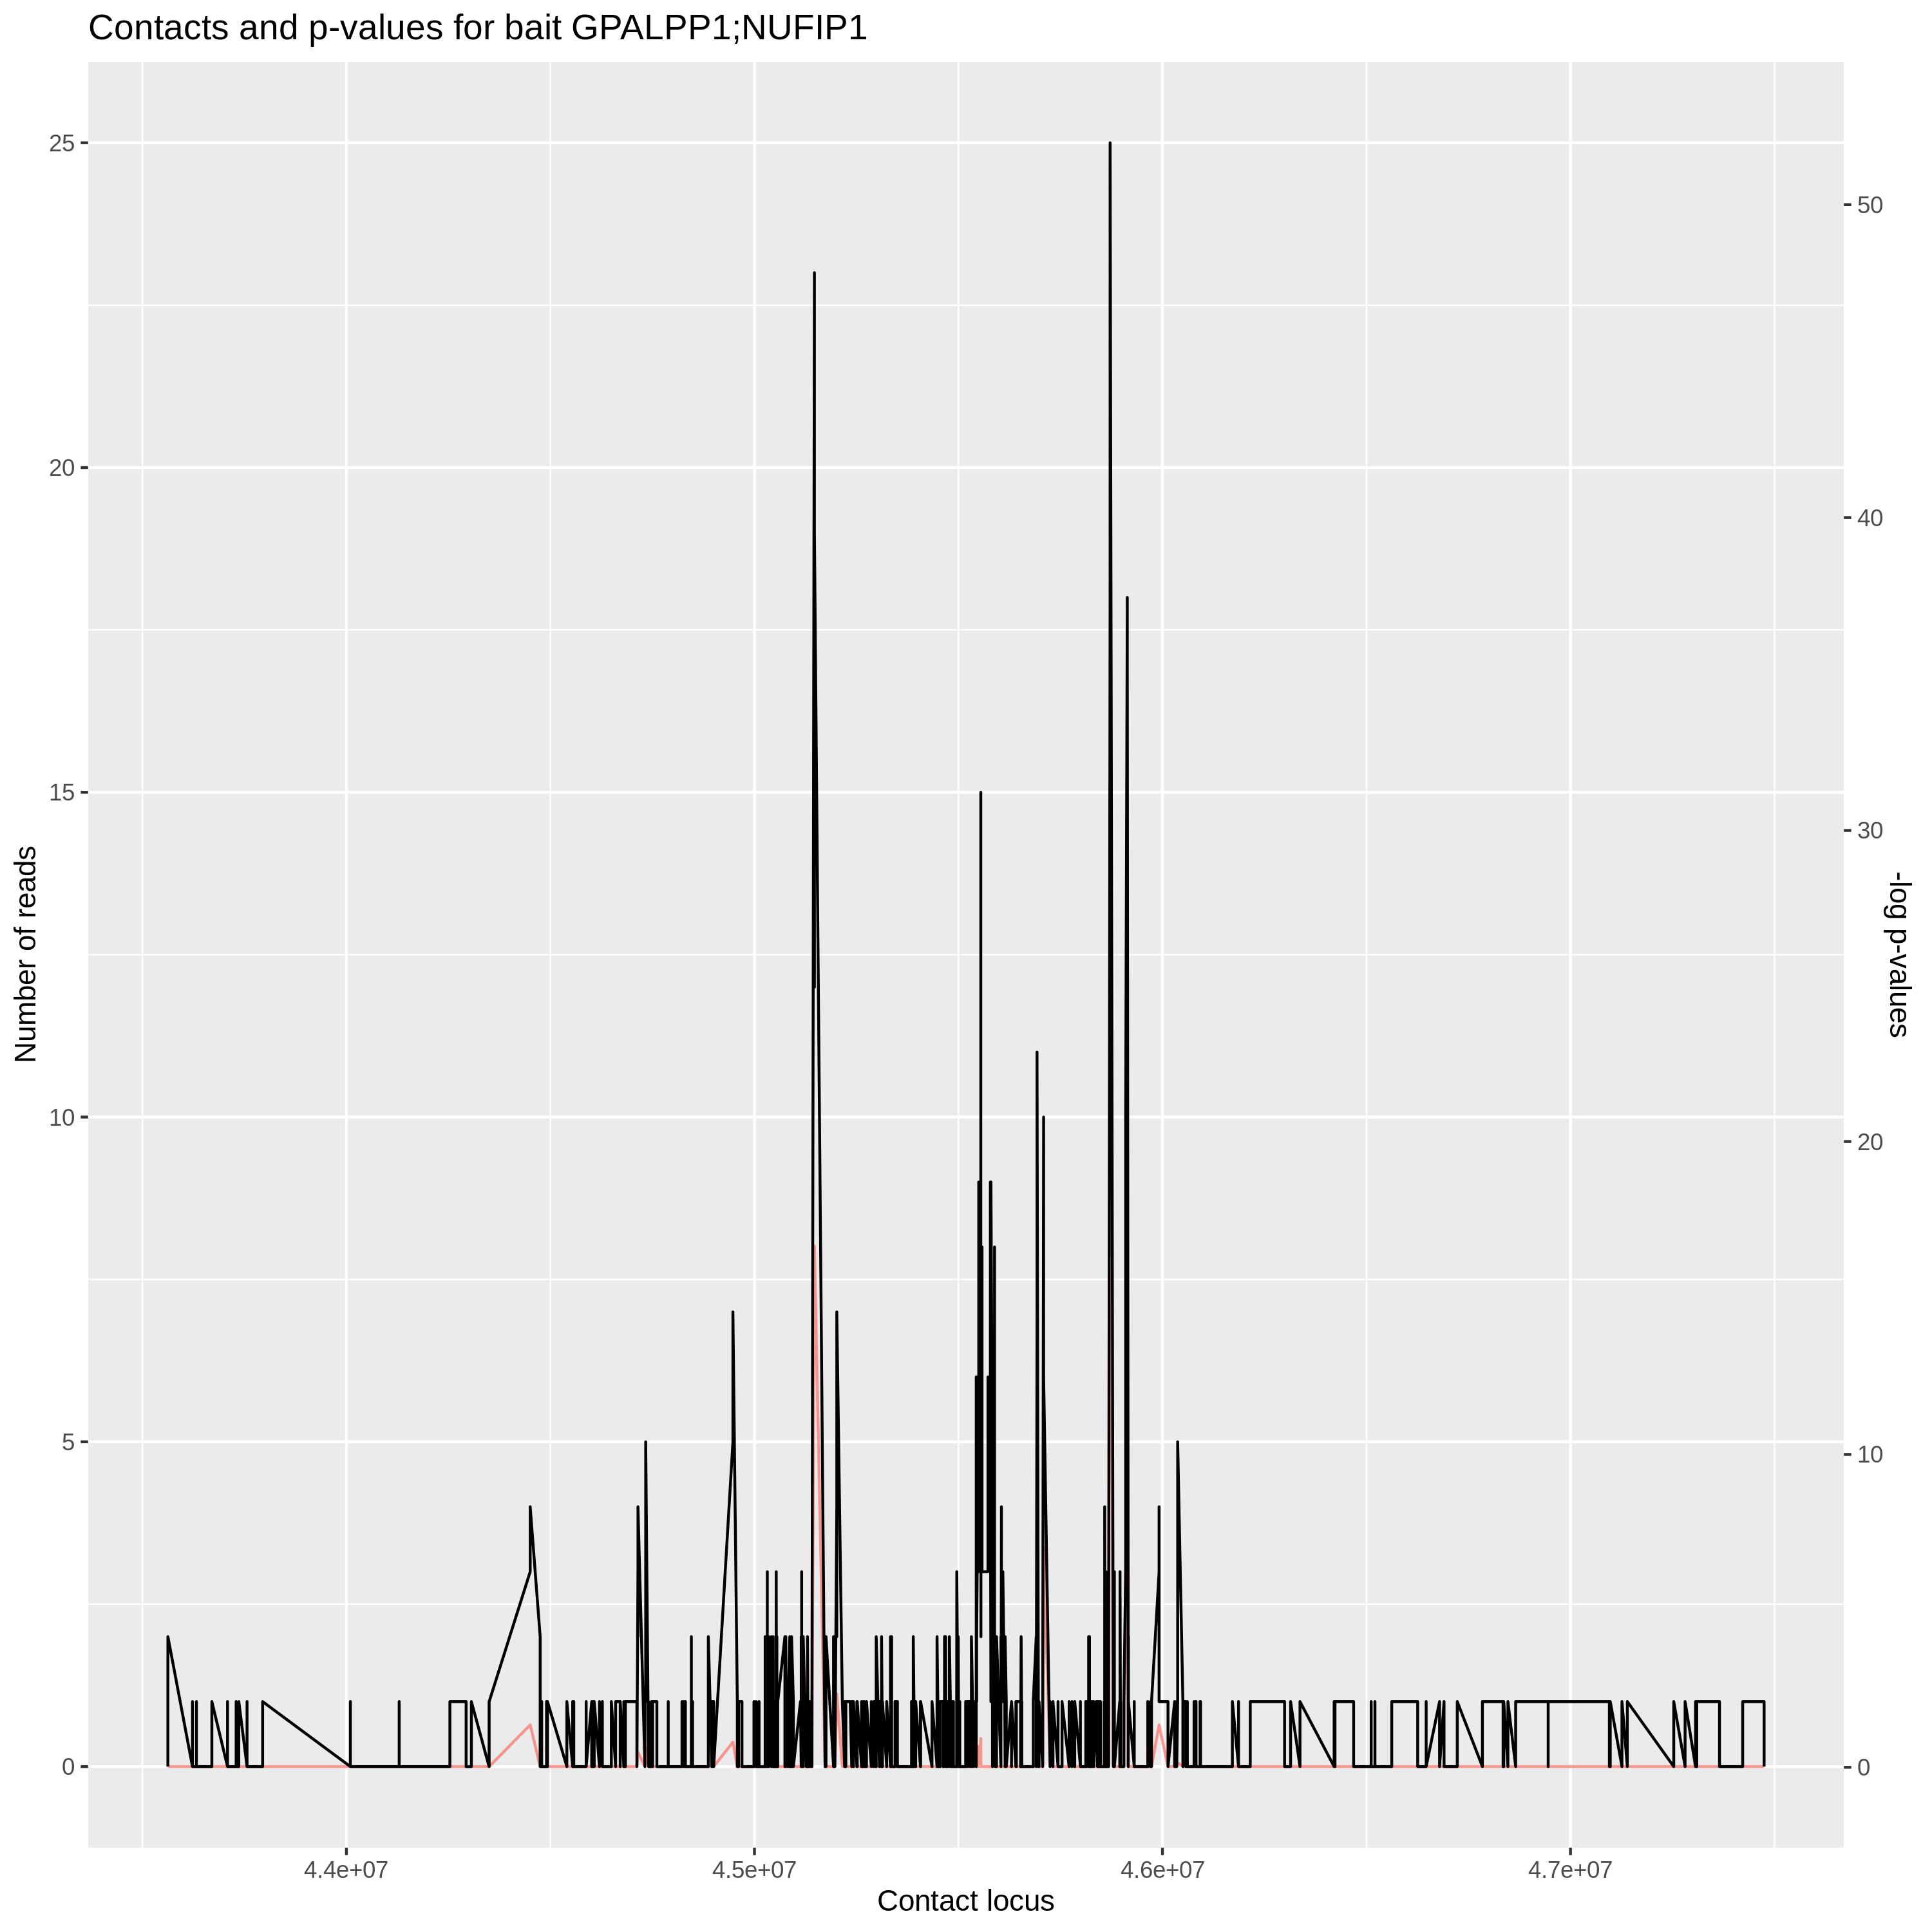 Contacts and p-values for bait GPALPP1;NUFIP1
25
20
15
10
5
0
Number of reads
50
40
30
20
10
0
-log p-values
4.4e+07
4.5e+07
4.6e+07
4.7e+07
Contact locus